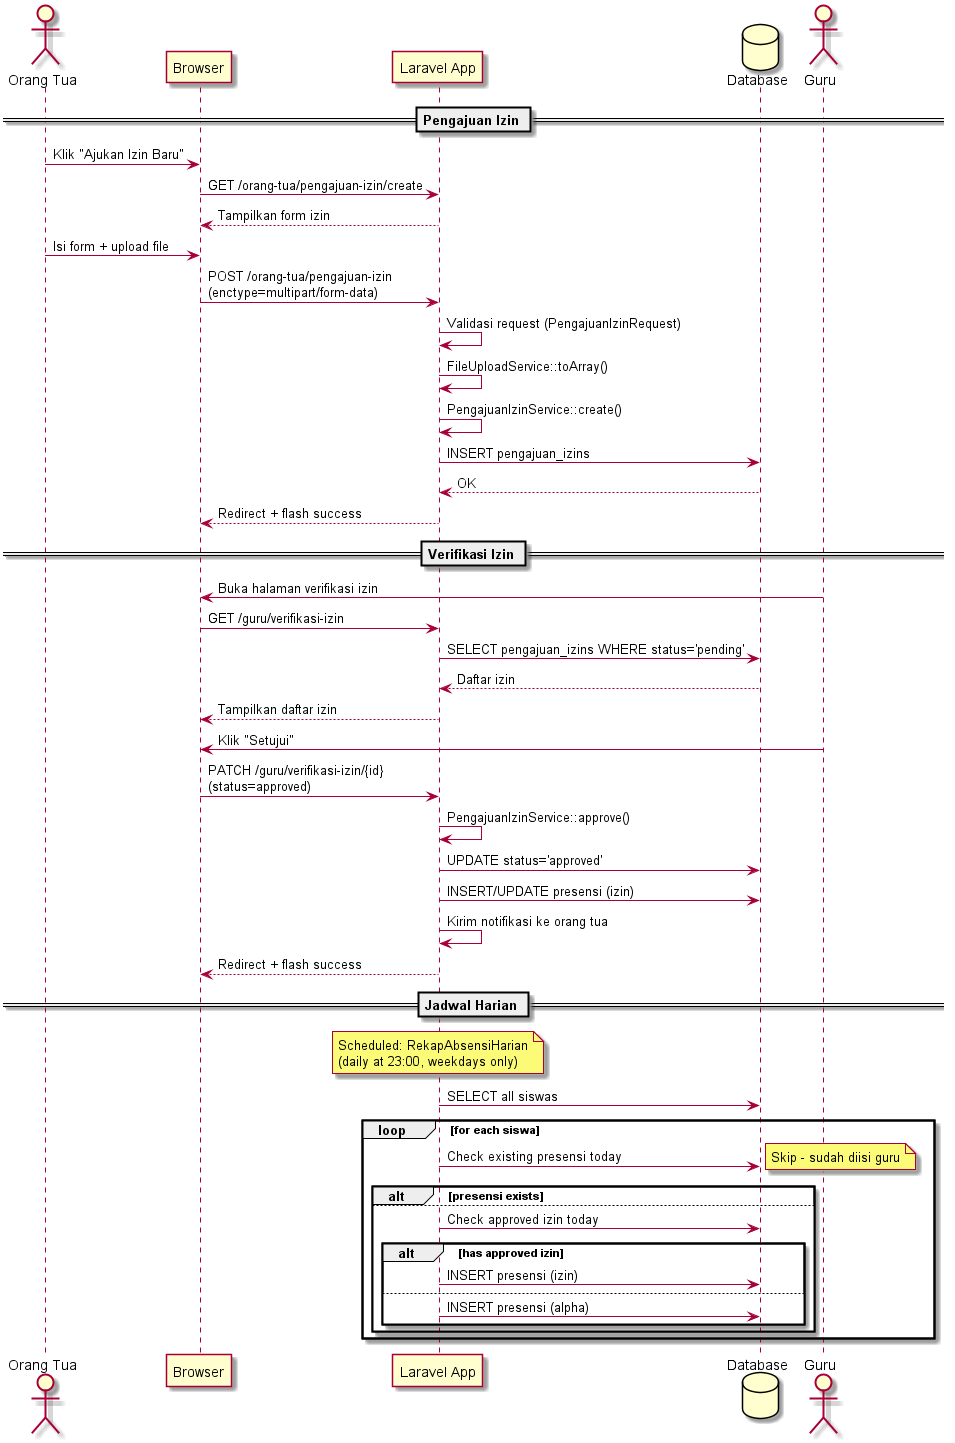 Orang Tua
Browser
Laravel App
Database
Guru
Pengajuan Izin
Klik "Ajukan Izin Baru"
GET /orang-tua/pengajuan-izin/create
Tampilkan form izin
Isi form + upload file
POST /orang-tua/pengajuan-izin
(enctype=multipart/form-data)
Validasi request (PengajuanIzinRequest)
FileUploadService::toArray()
PengajuanIzinService::create()
INSERT pengajuan_izins
OK
Redirect + flash success
Verifikasi Izin
Buka halaman verifikasi izin
GET /guru/verifikasi-izin
SELECT pengajuan_izins WHERE status='pending'
Daftar izin
Tampilkan daftar izin
Klik "Setujui"
PATCH /guru/verifikasi-izin/{id}
(status=approved)
PengajuanIzinService::approve()
UPDATE status='approved'
INSERT/UPDATE presensi (izin)
Kirim notifikasi ke orang tua
Redirect + flash success
Jadwal Harian
Scheduled: RekapAbsensiHarian
(daily at 23:00, weekdays only)
SELECT all siswas
loop [for each siswa]
Check existing presensi today
Skip - sudah diisi guru
alt [presensi exists]
Check approved izin today
alt [has approved izin]
INSERT presensi (izin)
INSERT presensi (alpha)
Orang Tua
Browser
Laravel App
Database
Guru